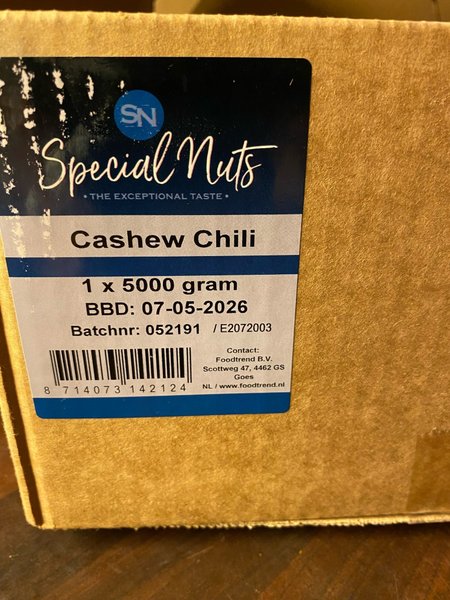 SN
Special Nuts
• THE EXCEPTIONAL TASTE •
Cashew Chili
1 x 5000 gram
BBD: 07-05-2026
Batchnr: 052191 / E2072003
Contact:
Foodtrend B.V.
Scottweg 47, 4462 GS
Goes
NL / www.foodtrend.nl
8 714073 142124